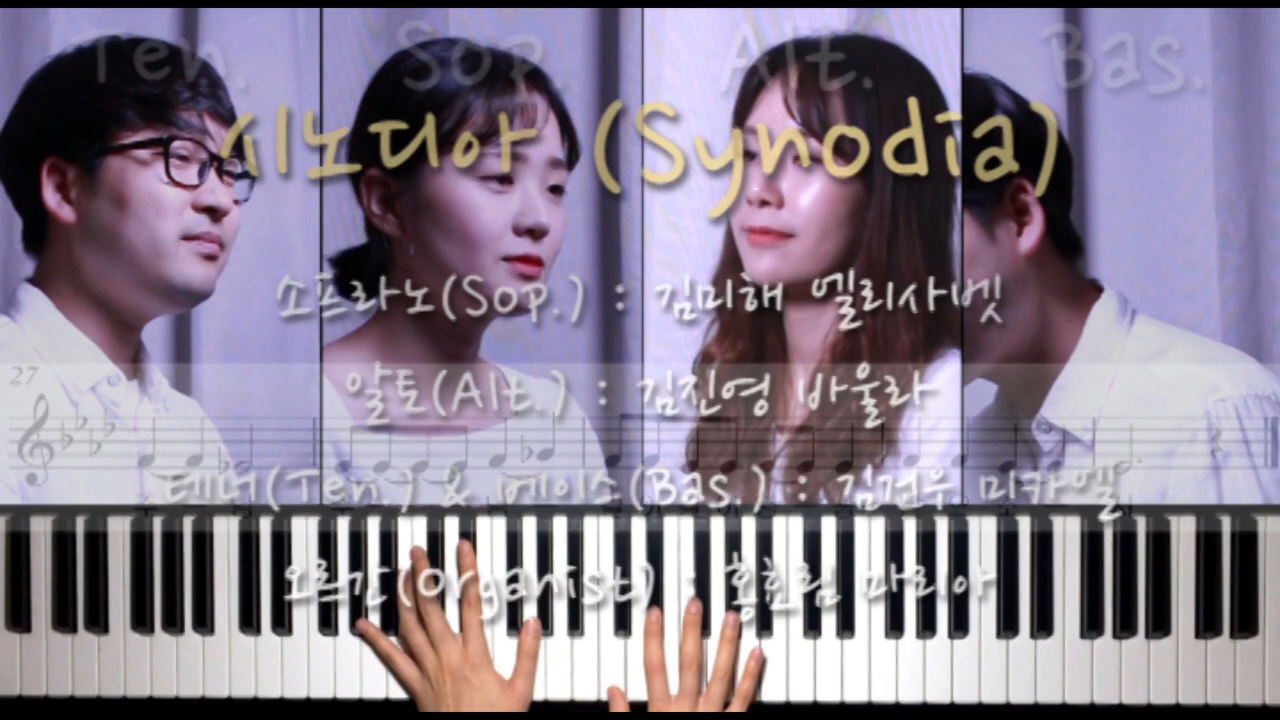 Ten. Sop. Alt. Bas.
시노디아 (Synodia)
소프라노(Sop.) : 김미해 엘리사벳
알토(Alt.) : 김진영 바울라
27
테너(Ten.) & 베이스(Bas.) : 김건우 미카엘
오르간(Organist) : 홍효림 마리아